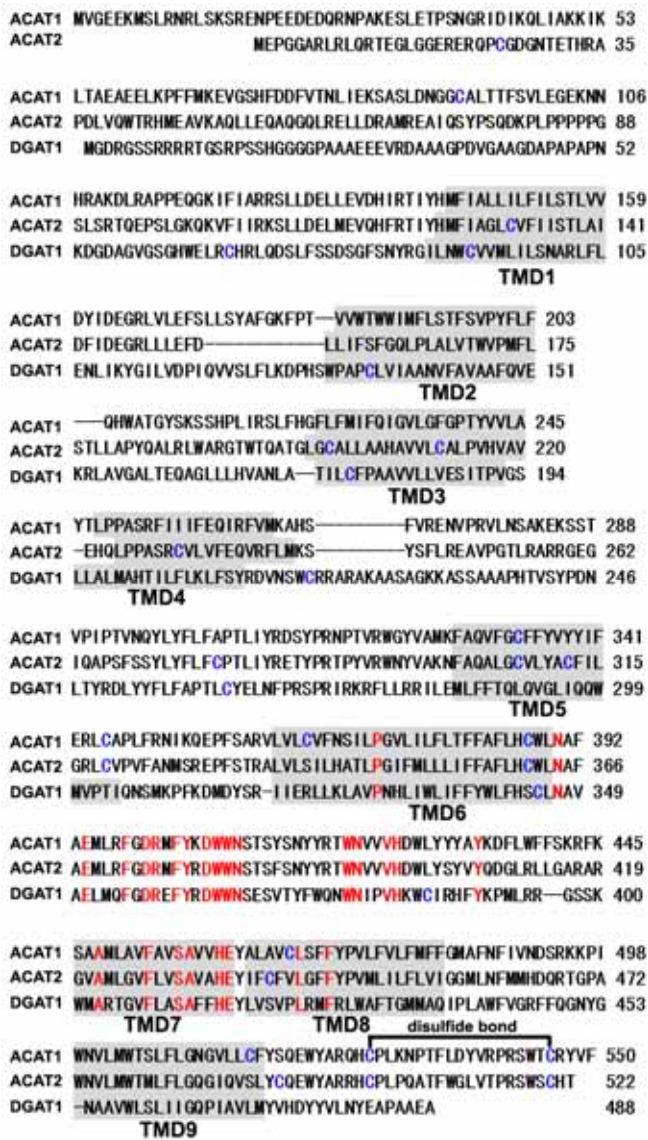 ACAT1 MVGEEKMSLRNRLSKSRENPEEDEDQRNPAKESLETPSNGRIDIKQLIAKKIK 53
ACAT2 MEPGGARLRLQRTEGLGGERERQPCGDGNTETHRA 35
ACAT1 LTAEAEELKPFFMKEVGSHFDDFVTNLIEKSASLDNGGCALTTFSVLEGEKNN 106
ACAT2 PDLVQWTRHMEAVKAQLLEQAQGQLRELLDRAMREAIQSYPSQDKPLPPPPPG 88
DGAT1 MGDRGSSRRRRTGSRPSSHGGGGPAAAEEEVRDAAAGPDVGAAGDAPAPAPN 52
ACAT1 HRAKDLRAPPEQGKIFIARRSLLDELLEVDHIRTIYHMFIALLILFILSTLVV 159
ACAT2 SLSRTQEPSLGKQKVFIIRKSLLDELMEVQHFRTIYHMFIAGLCVFIISTLAI 141
DGAT1 KDGDAGVGSGHWELRCHRLQDSLFSSDSGFSNYRGILNWCVVMLILSNARLFL 105
TMD1
ACAT1 DYIDEGRLVLEFSLLSYAFGKFPT--VVWTWWIMFLSTFSVPYFLF 203
ACAT2 DFIDEGRLLLEFD-----------LLIFSFGQLPLALVTWVPMFL 175
DGAT1 ENLIKYGILVDPIQVVSLFLKDPHSWPAPCLVIAANVFAVAAFQVE 151
TMD2
ACAT1 ---QHWATGYSKSSHPLIRSLFHGFLFMIFQIGVLGFGPTYVVLA 245
ACAT2 STLLAPYQALRLWARGTWTQATGLGCALLAAHAVVLCALPVHVAV 220
DGAT1 KRLAVGALTEQAGLLLHVANLA-TILCFPAAVVLLVESITPVGS 194
TMD3
ACAT1 YTLPPASRFIIIFEQIRFVMKAHS---------FVRENVPRVLNSAKEKSST 288
ACAT2 -EHQLPPASRCVLVFEQVRFLMKS---------YSFLREAVPGTLRARRGEG 262
DGAT1 LLALMAHTILFLKLFSYRDVNSWCRRARAKAASAGKKASSAAAPHTVSYPDN 246
TMD4
ACAT1 VPIPTVNQYLYFLFAPTLIYRDSYPRNPTVRWGYVAMKFAQVFGCFFYVYYIF 341
ACAT2 IQAPSFSSYLYFLFCPTLIYRETYPRTPYVRWNYVAKNFAQALGCVLYACFIL 315
DGAT1 LTYRDLYYFLFAPTLCYELNFPRSPRIRKRFLLRRILEMLFFTQLQVGLIQQW 299
TMD5
ACAT1 ERLCAPLFRNIKQEPFSARVLVLCVFNSILPGVLILFLTFFAFLHCWLNAF 392
ACAT2 GRLCVPVFANMSREPFSTRALVLSILHATLPGIFMLLLIFFAFLHCWLNAF 366
DGAT1 MVPTIQNSMKPFKDMDYSR-IIERLLKLAVPNHLIWLIFFYWLFHSCLNAV 349
TMD6
ACAT1 AEMLRFGDRMFYKDWWNSTSYSNYYRTWNVVVHDWLYYYAYKDFLWFFSKRFK 445
ACAT2 AEMLRFGDRMFYRDWWNSTSFSNYYRTWNVVVHDWLYSYVYQDGLRLLGARAR 419
DGAT1 AELMQFGDREFYRDWWNSESVTYFWQNWNIPVHKWCIRHFYKPMLRR--GSSK 400
ACAT1 SAAMLAVFAVSAVVHEYALAVCLSFFYPVLFVLFMFFGMAFNFIVNDSRKKPI 498
ACAT2 GVAMLGVFLVSAVAHEYIFCFVLGFFYPVMLILFLVIGGMLNFMMHDQRTGPA 472
DGAT1 WMARTGVFLASAFFHEYLVSVPLRMFRLWAFTGMMAQIPLAWFVGRFFQGNYG 453
TMD7 TMD8 disulfide bond
ACAT1 WNVLMWTSLFLGNGVLLCFYSQEWYARQHCPLKNPTFLDYVRPRSWTCRYVF 550
ACAT2 WNVLMWTMLFLGQGIQVSLYCQEWYARRHCPLPQATFWGLVTPRSWSCHT 522
DGAT1 -NAAVWLSLIIGQPIAVLMYVHDYYVLNYEAPAAEA 488
TMD9